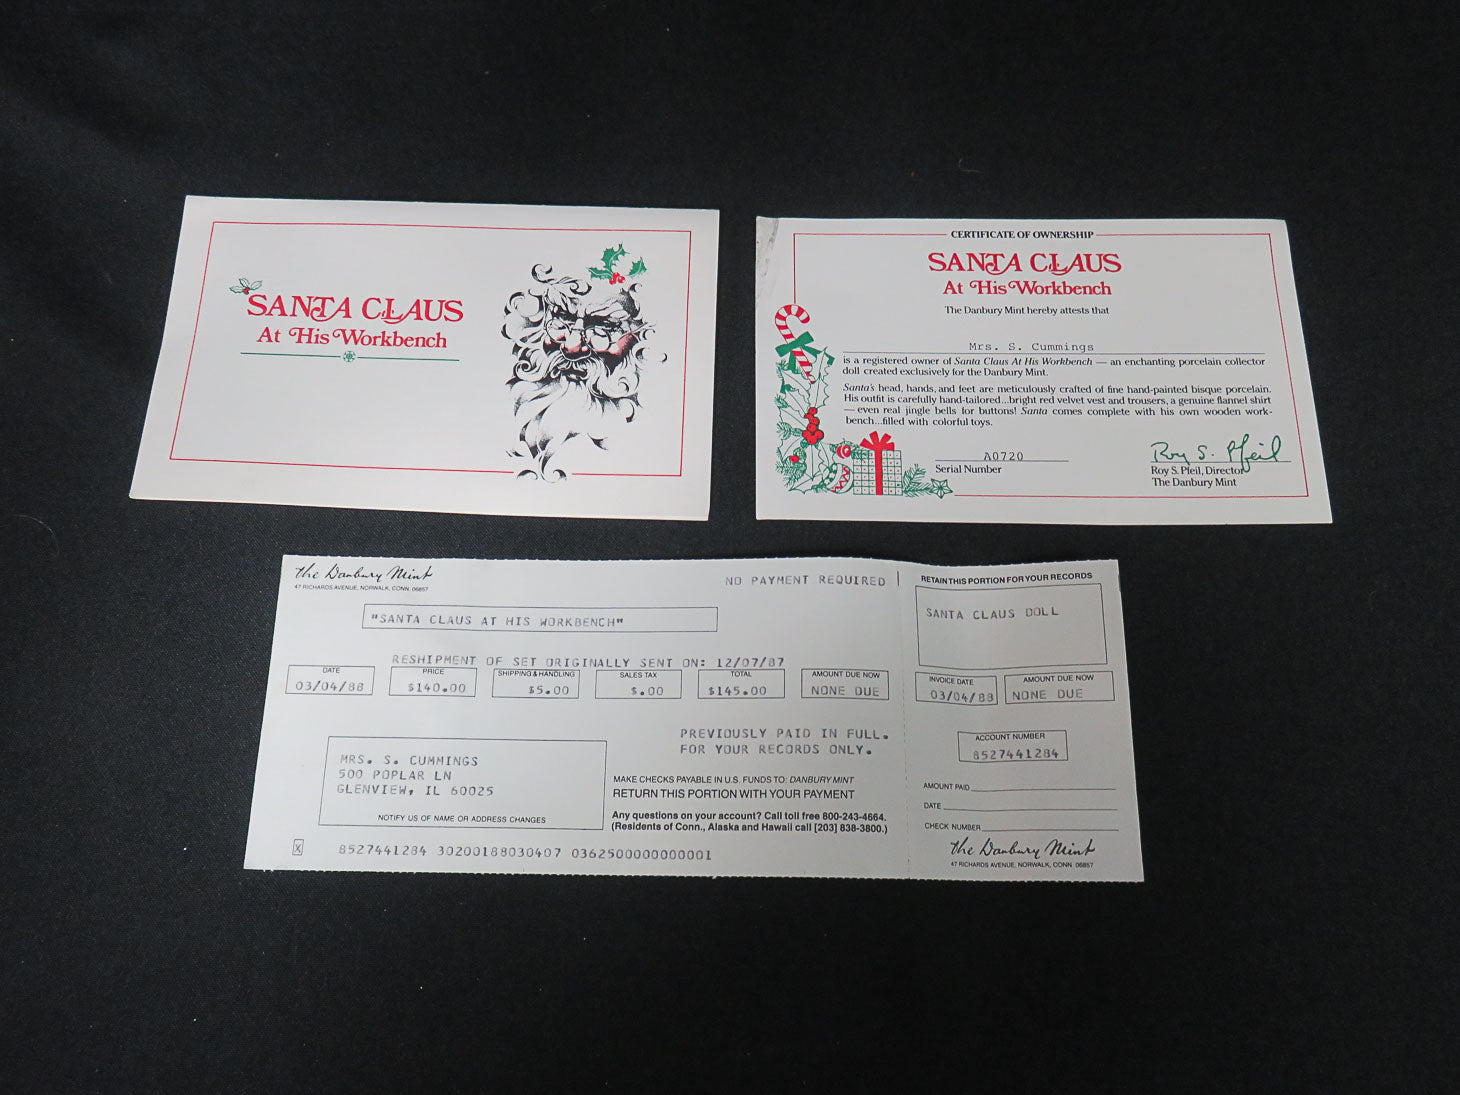 SANTA CLAUS
At His Workbench
CERTIFICATE OF OWNERSHIP
SANTA CLAUS
At His Workbench
The Danbury Mint hereby attests that
Mrs. S. Cummings
is a registered owner of Santa Claus At His Workbench — an enchanting porcelain collector
doll created exclusively for the Danbury Mint.
Santa's head, hands, and feet are meticulously crafted of fine hand-painted bisque porcelain.
His outfit is carefully hand-tailored...bright red velvet vest and trousers, a genuine flannel shirt
— even real jingle bells for buttons! Santa comes complete with his own wooden work-
bench...filled with colorful toys.
A0720
Serial Number
Roy S. Pfeil
Roy S. Pfeil, Director
The Danbury Mint
The Danbury Mint
47 RICHARDS AVENUE, NORWALK, CONN. 06857
NO PAYMENT REQUIRED
"SANTA CLAUS AT HIS WORKBENCH"
RESHIPMENT OF SET ORIGINALLY SENT ON: 12/07/87
DATE PRICE SHIPPING & HANDLING SALES TAX TOTAL AMOUNT DUE NOW
03/04/88 $140.00 $5.00 $.00 $145.00 NONE DUE
PREVIOUSLY PAID IN FULL.
FOR YOUR RECORDS ONLY.
MRS. S. CUMMINGS
500 POPLAR LN
GLENVIEW, IL 60025
NOTIFY US OF NAME OR ADDRESS CHANGES
MAKE CHECKS PAYABLE IN U.S. FUNDS TO: DANBURY MINT
RETURN THIS PORTION WITH YOUR PAYMENT
Any questions on your account? Call toll free 800-243-4664.
(Residents of Conn., Alaska and Hawaii call [203] 838-3800.)
X 8527441284 30200188030407 0362500000000001
RETAIN THIS PORTION FOR YOUR RECORDS
SANTA CLAUS DOLL
INVOICE DATE AMOUNT DUE NOW
03/04/88 NONE DUE
ACCOUNT NUMBER
8527441284
AMOUNT PAID
DATE
CHECK NUMBER
The Danbury Mint
47 RICHARDS AVENUE, NORWALK, CONN. 06857